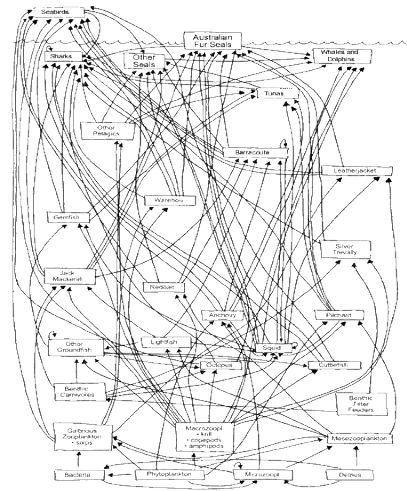 Seabirds
Australian
Fur Seals
Sharks
Other
Seals
Whales and
Dolphins
Tunas
Other
Pelagics
Barracouta
Leatherjacket
Warehou
Gemfish
Silver
Trevally
Jack
Mackerel
Redbait
Anchovy
Pilchard
Other
Groundfish
Lightfish
Squid
Octopus
Cuttlefish
Benthic
Carnivores
Benthic
Filter
Feeders
Gelatinous
Zooplankton
• salps
Macrozoopl
• krill
• copepods
• amphipods
Mesozooplankton
Bacteria
Phytoplankton
Microzoopl
Detritus